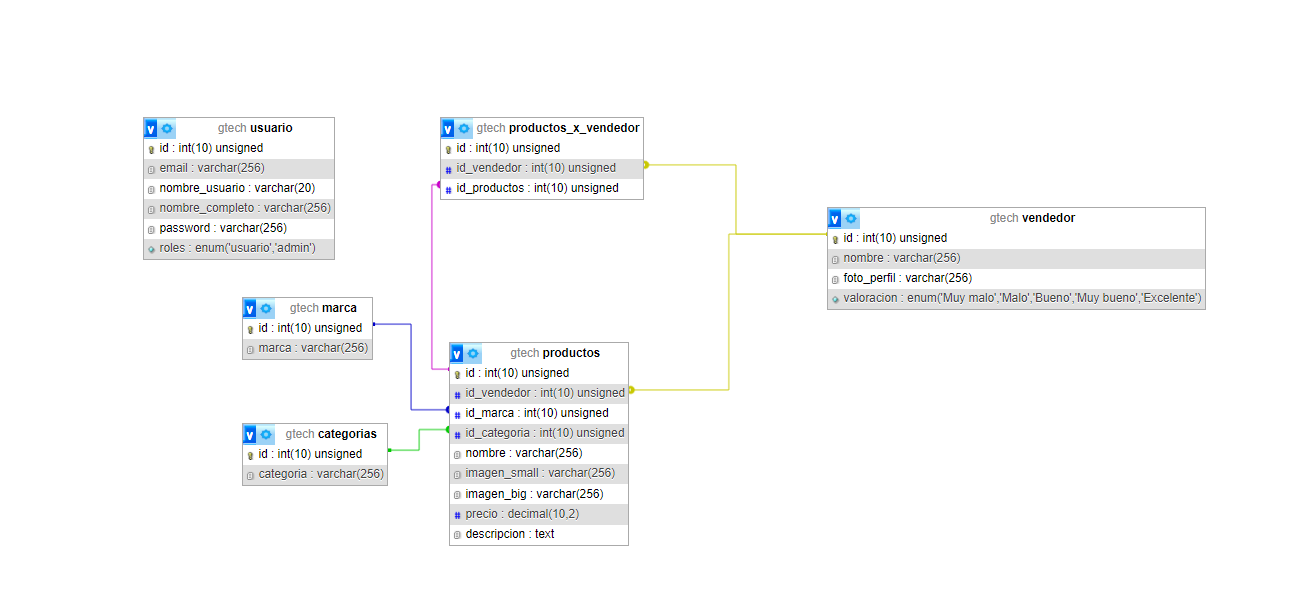 gtech usuario
id : int(10) unsigned
email : varchar(256)
nombre_usuario : varchar(20)
nombre_completo : varchar(256)
password : varchar(256)
roles : enum('usuario','admin')
gtech productos_x_vendedor
id : int(10) unsigned
id_vendedor : int(10) unsigned
id_productos : int(10) unsigned
gtech vendedor
id : int(10) unsigned
nombre : varchar(256)
foto_perfil : varchar(256)
valoracion : enum('Muy malo','Malo','Bueno','Muy bueno','Excelente')
gtech marca
id : int(10) unsigned
marca : varchar(256)
gtech productos
id : int(10) unsigned
id_vendedor : int(10) unsigned
id_marca : int(10) unsigned
id_categoria : int(10) unsigned
nombre : varchar(256)
imagen_small : varchar(256)
imagen_big : varchar(256)
precio : decimal(10,2)
descripcion : text
gtech categorias
id : int(10) unsigned
categoria : varchar(256)